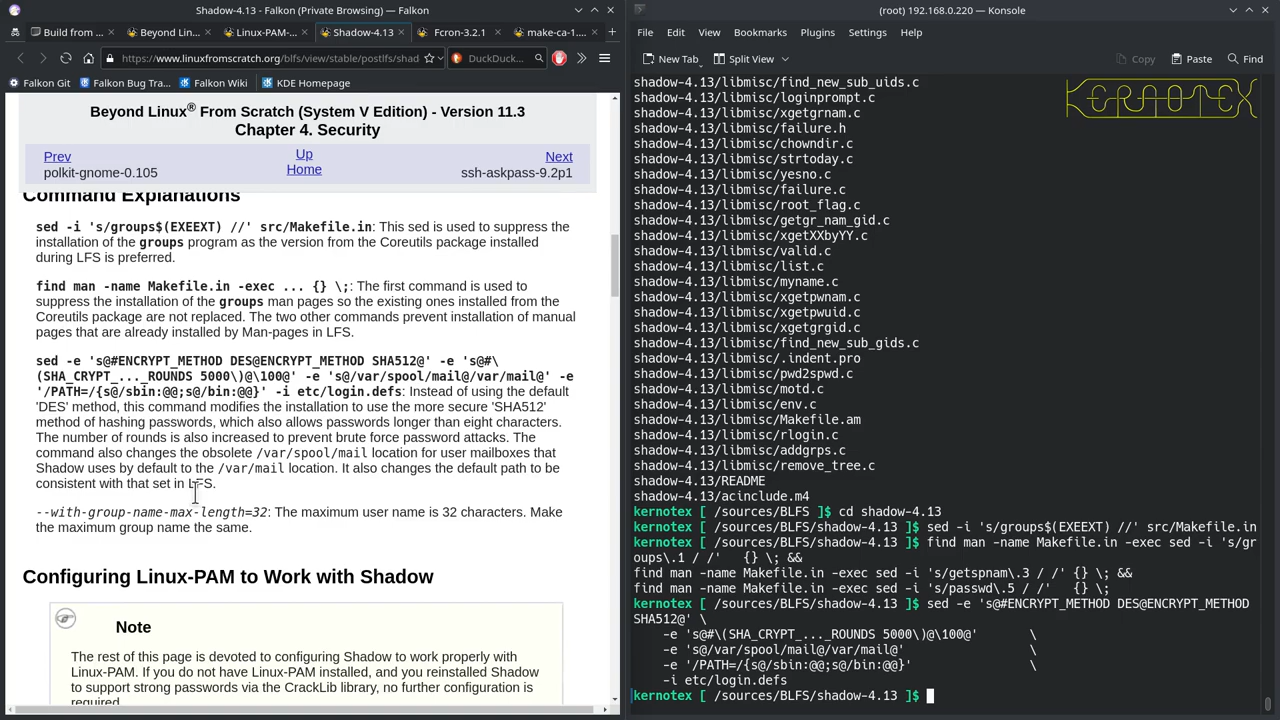 Shadow-4.13 - Falkon (Private Browsing) — Falkon
Build from ...
Beyond Lin...
Linux-PAM-...
Shadow-4.13
Fcron-3.2.1
make-ca-1....
https://www.linuxfromscratch.org/blfs/view/stable/postlfs/shad
DuckDuck...
Falkon Git
Falkon Bug Tra...
Falkon Wiki
KDE Homepage
Beyond Linux® From Scratch (System V Edition) - Version 11.3
Chapter 4. Security
Prev
Up
Next
polkit-gnome-0.105
Home
ssh-askpass-9.2p1
Command Explanations
sed -i 's/groups$(EXEEXT) //' src/Makefile.in: This sed is used to suppress the
installation of the groups program as the version from the Coreutils package installed
during LFS is preferred.
find man -name Makefile.in -exec ... {} \;: The first command is used to
suppress the installation of the groups man pages so the existing ones installed from the
Coreutils package are not replaced. The two other commands prevent installation of manual
pages that are already installed by Man-pages in LFS.
sed -e 's@#ENCRYPT_METHOD DES@ENCRYPT_METHOD SHA512@' -e 's@#\
(SHA_CRYPT_..._ROUNDS 5000\)@\100@' -e 's@/var/spool/mail@/var/mail@' -e
'/PATH=/{s@/sbin:@@;s@/bin:@@}' -i etc/login.defs: Instead of using the default
'DES' method, this command modifies the installation to use the more secure 'SHA512'
method of hashing passwords, which also allows passwords longer than eight characters.
The number of rounds is also increased to prevent brute force password attacks. The
command also changes the obsolete /var/spool/mail location for user mailboxes that
Shadow uses by default to the /var/mail location. It also changes the default path to be
consistent with that set in LFS.
--with-group-name-max-length=32: The maximum user name is 32 characters. Make
the maximum group name the same.
Configuring Linux-PAM to Work with Shadow
Note
The rest of this page is devoted to configuring Shadow to work properly with
Linux-PAM. If you do not have Linux-PAM installed, and you reinstalled Shadow
to support strong passwords via the CrackLib library, no further configuration is
required.
(root) 192.168.0.220 — Konsole
File Edit View Bookmarks Plugins Settings Help
New Tab
Split View
Copy
Paste
Find
KERNOTEX
shadow-4.13/libmisc/find_new_sub_uids.c
shadow-4.13/libmisc/loginprompt.c
shadow-4.13/libmisc/xgetgrnam.c
shadow-4.13/libmisc/failure.h
shadow-4.13/libmisc/chowndir.c
shadow-4.13/libmisc/strtoday.c
shadow-4.13/libmisc/yesno.c
shadow-4.13/libmisc/failure.c
shadow-4.13/libmisc/root_flag.c
shadow-4.13/libmisc/getgr_nam_gid.c
shadow-4.13/libmisc/xgetXXbyYY.c
shadow-4.13/libmisc/valid.c
shadow-4.13/libmisc/list.c
shadow-4.13/libmisc/myname.c
shadow-4.13/libmisc/xgetpwnam.c
shadow-4.13/libmisc/xgetpwuid.c
shadow-4.13/libmisc/xgetgrgid.c
shadow-4.13/libmisc/find_new_sub_gids.c
shadow-4.13/libmisc/.indent.pro
shadow-4.13/libmisc/pwd2spwd.c
shadow-4.13/libmisc/motd.c
shadow-4.13/libmisc/env.c
shadow-4.13/libmisc/Makefile.am
shadow-4.13/libmisc/rlogin.c
shadow-4.13/libmisc/addgrps.c
shadow-4.13/libmisc/remove_tree.c
shadow-4.13/README
shadow-4.13/acinclude.m4
kernotex [ /sources/BLFS ]$ cd shadow-4.13
kernotex [ /sources/BLFS/shadow-4.13 ]$ sed -i 's/groups$(EXEEXT) //' src/Makefile.in
kernotex [ /sources/BLFS/shadow-4.13 ]$ find man -name Makefile.in -exec sed -i 's/gr
oups\.1 / /'   {} \; &&
find man -name Makefile.in -exec sed -i 's/getspnam\.3 / /' {} \; &&
find man -name Makefile.in -exec sed -i 's/passwd\.5 / /'   {} \;
kernotex [ /sources/BLFS/shadow-4.13 ]$ sed -e 's@#ENCRYPT_METHOD DES@ENCRYPT_METHOD
SHA512@' \
-e 's@#\(SHA_CRYPT_..._ROUNDS 5000\)@\100@' \
-e 's@/var/spool/mail@/var/mail@' \
-e '/PATH=/{s@/sbin:@@;s@/bin:@@}' \
-i etc/login.defs
kernotex [ /sources/BLFS/shadow-4.13 ]$